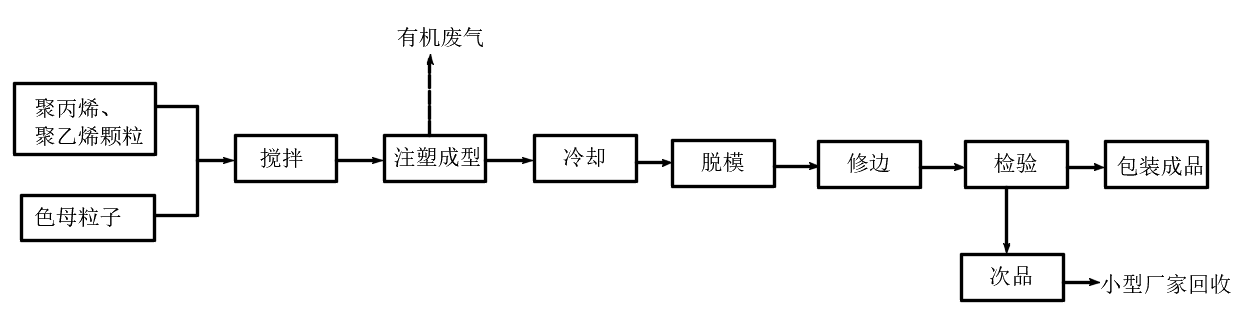 有机废气
聚丙烯、
聚乙烯颗粒
色母粒子
搅拌
注塑成型
冷却
脱模
修边
检验
包装成品
次品
小型厂家回收